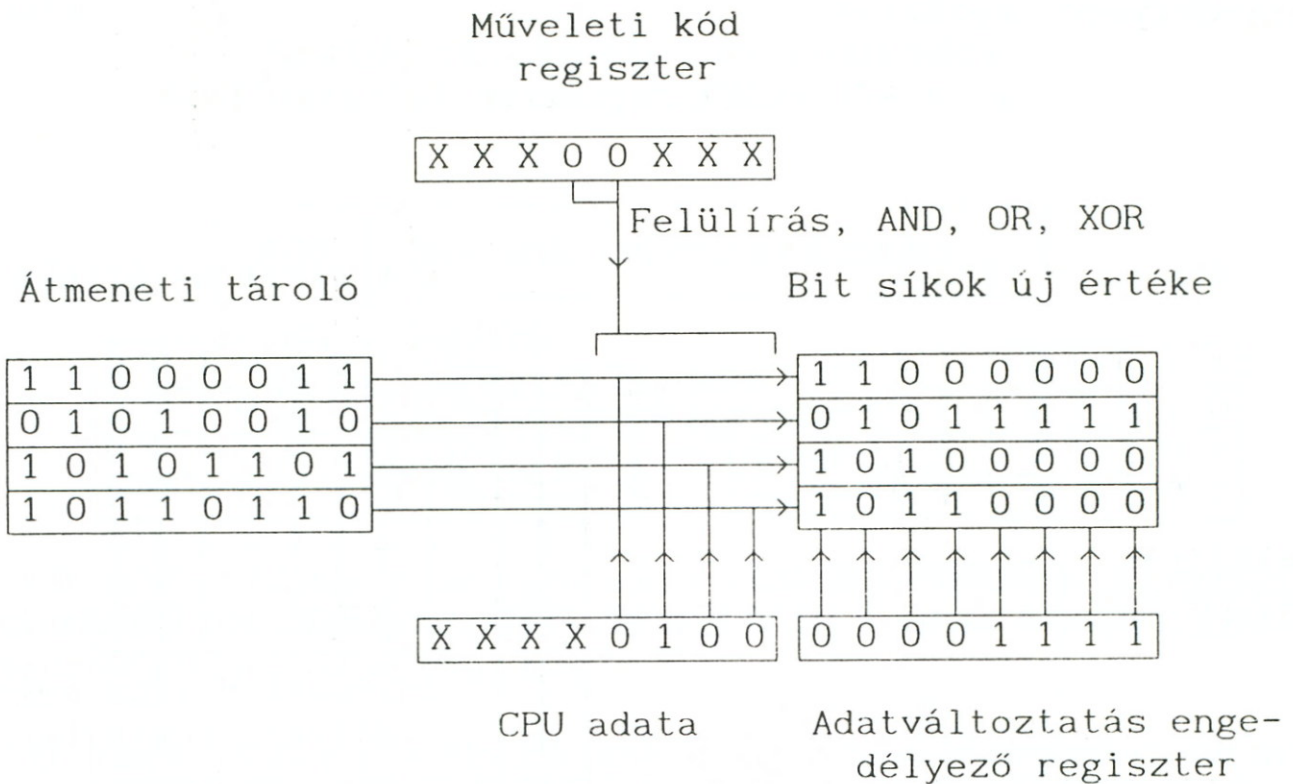 Műveleti kód
regiszter
X X X 0 0 X X X
Felülírás, AND, OR, XOR
Átmeneti tároló
Bit síkok új értéke
1 1 0 0 0 0 1 1
1 1 0 0 0 0 0 0
0 1 0 1 0 0 1 0
0 1 0 1 1 1 1 1
1 0 1 0 1 1 0 1
1 0 1 0 0 0 0 0
1 0 1 1 0 1 1 0
1 0 1 1 0 0 0 0
X X X X 0 1 0 0
0 0 0 0 1 1 1 1
CPU adata
Adatváltoztatás enge-
délyező regiszter